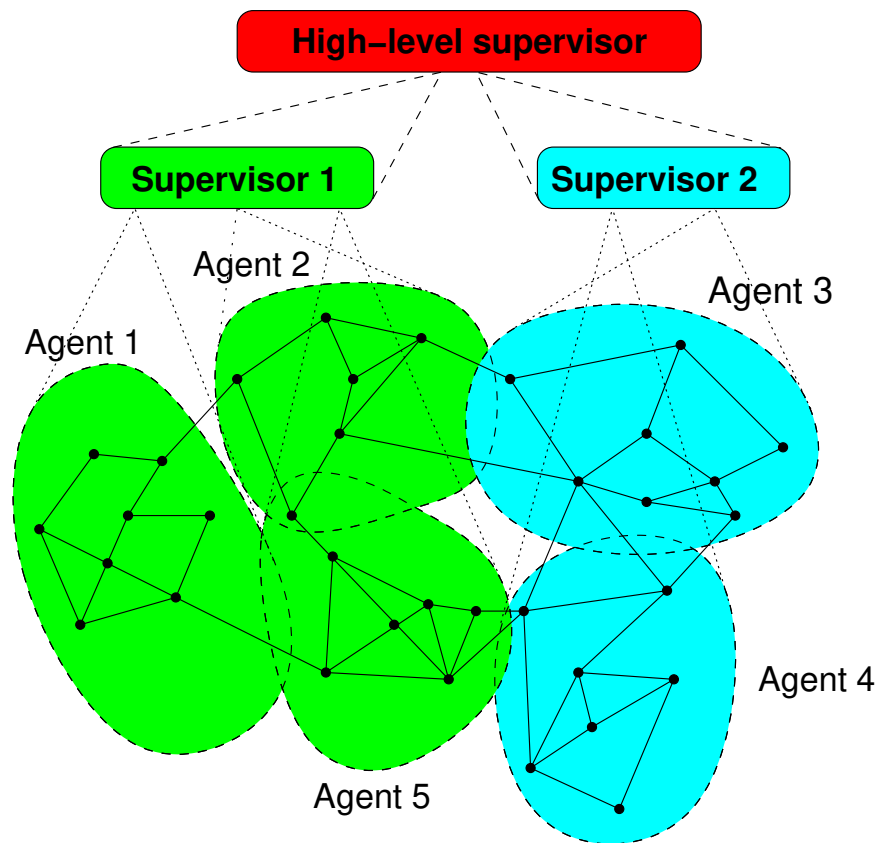 High–level supervisor
Supervisor 1
Supervisor 2
Agent 2
Agent 3
Agent 1
Agent 4
Agent 5